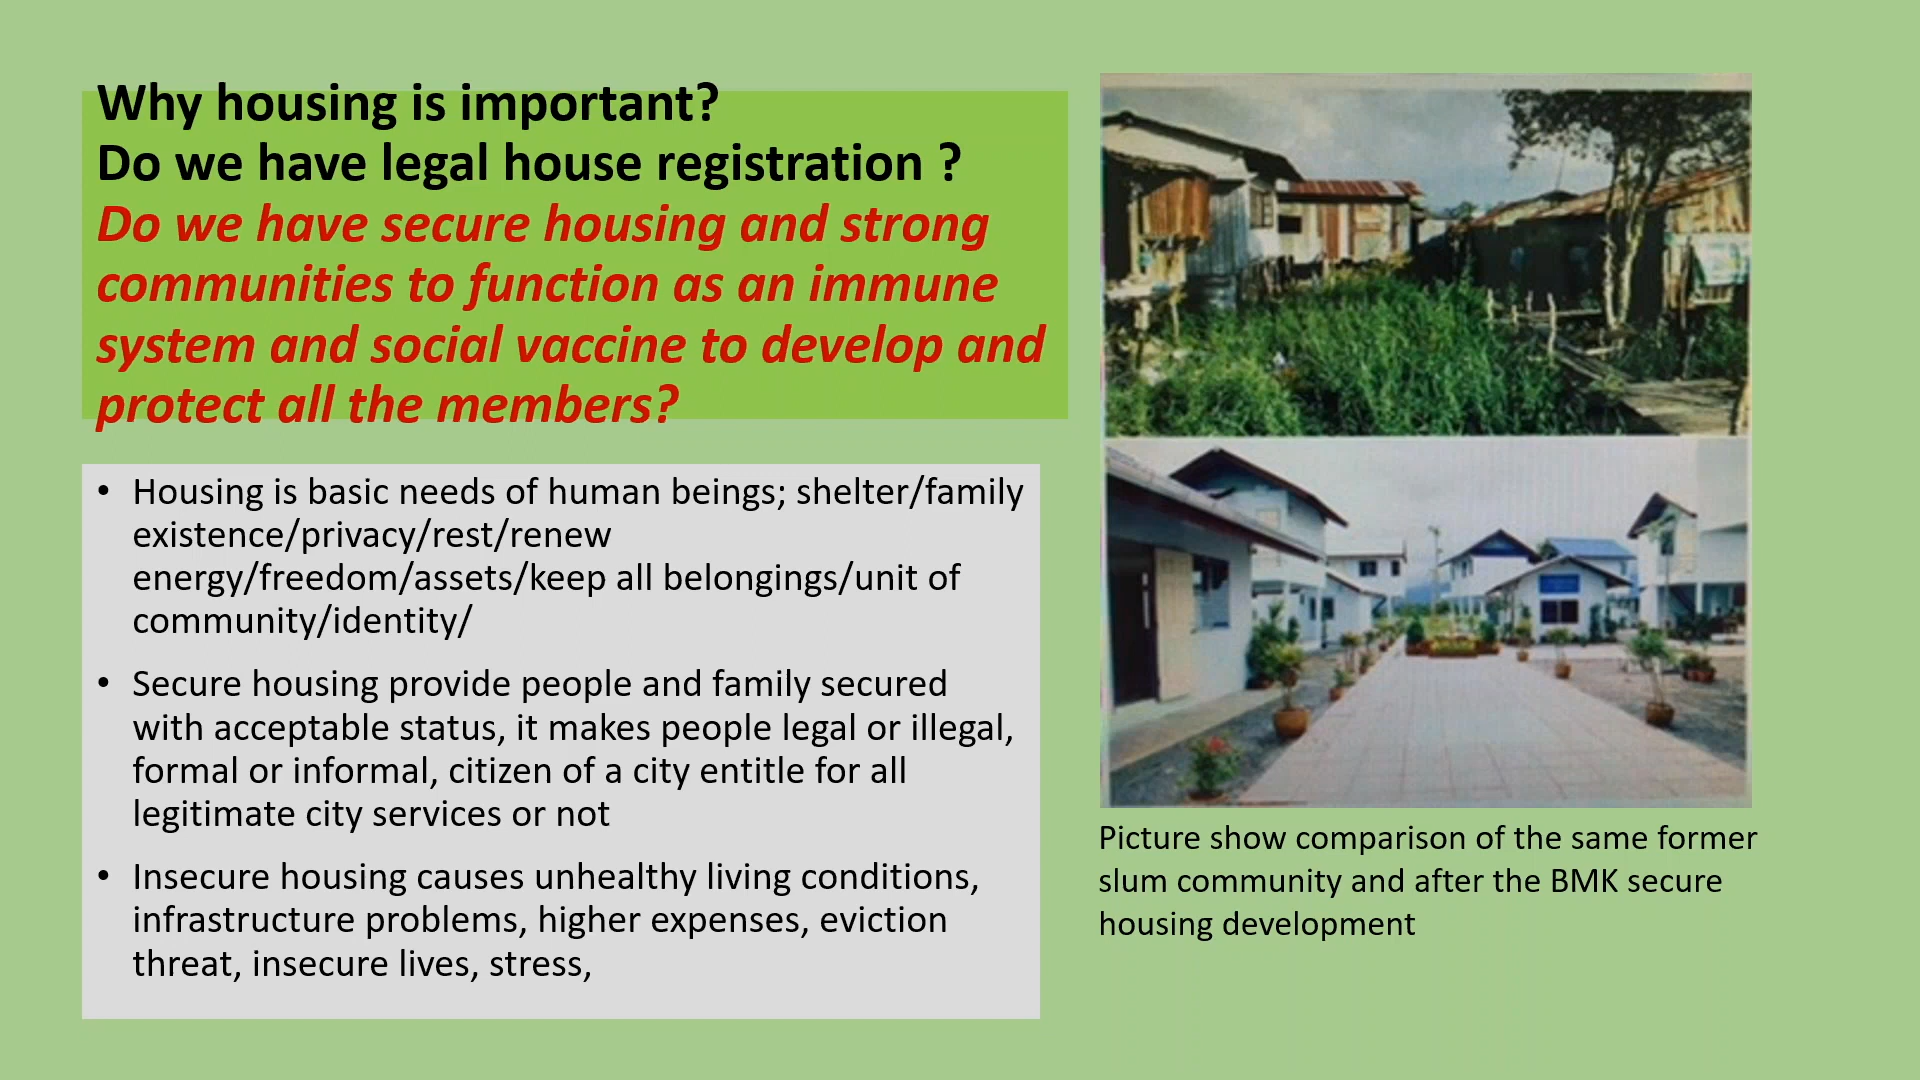 Why housing is important?
Do we have legal house registration ?
Do we have secure housing and strong
communities to function as an immune
system and social vaccine to develop and
protect all the members?
• Housing is basic needs of human beings; shelter/family
existence/privacy/rest/renew
energy/freedom/assets/keep all belongings/unit of
community/identity/
• Secure housing provide people and family secured
with acceptable status, it makes people legal or illegal,
formal or informal, citizen of a city entitle for all
legitimate city services or not
• Insecure housing causes unhealthy living conditions,
infrastructure problems, higher expenses, eviction
threat, insecure lives, stress,
Picture show comparison of the same former
slum community and after the BMK secure
housing development